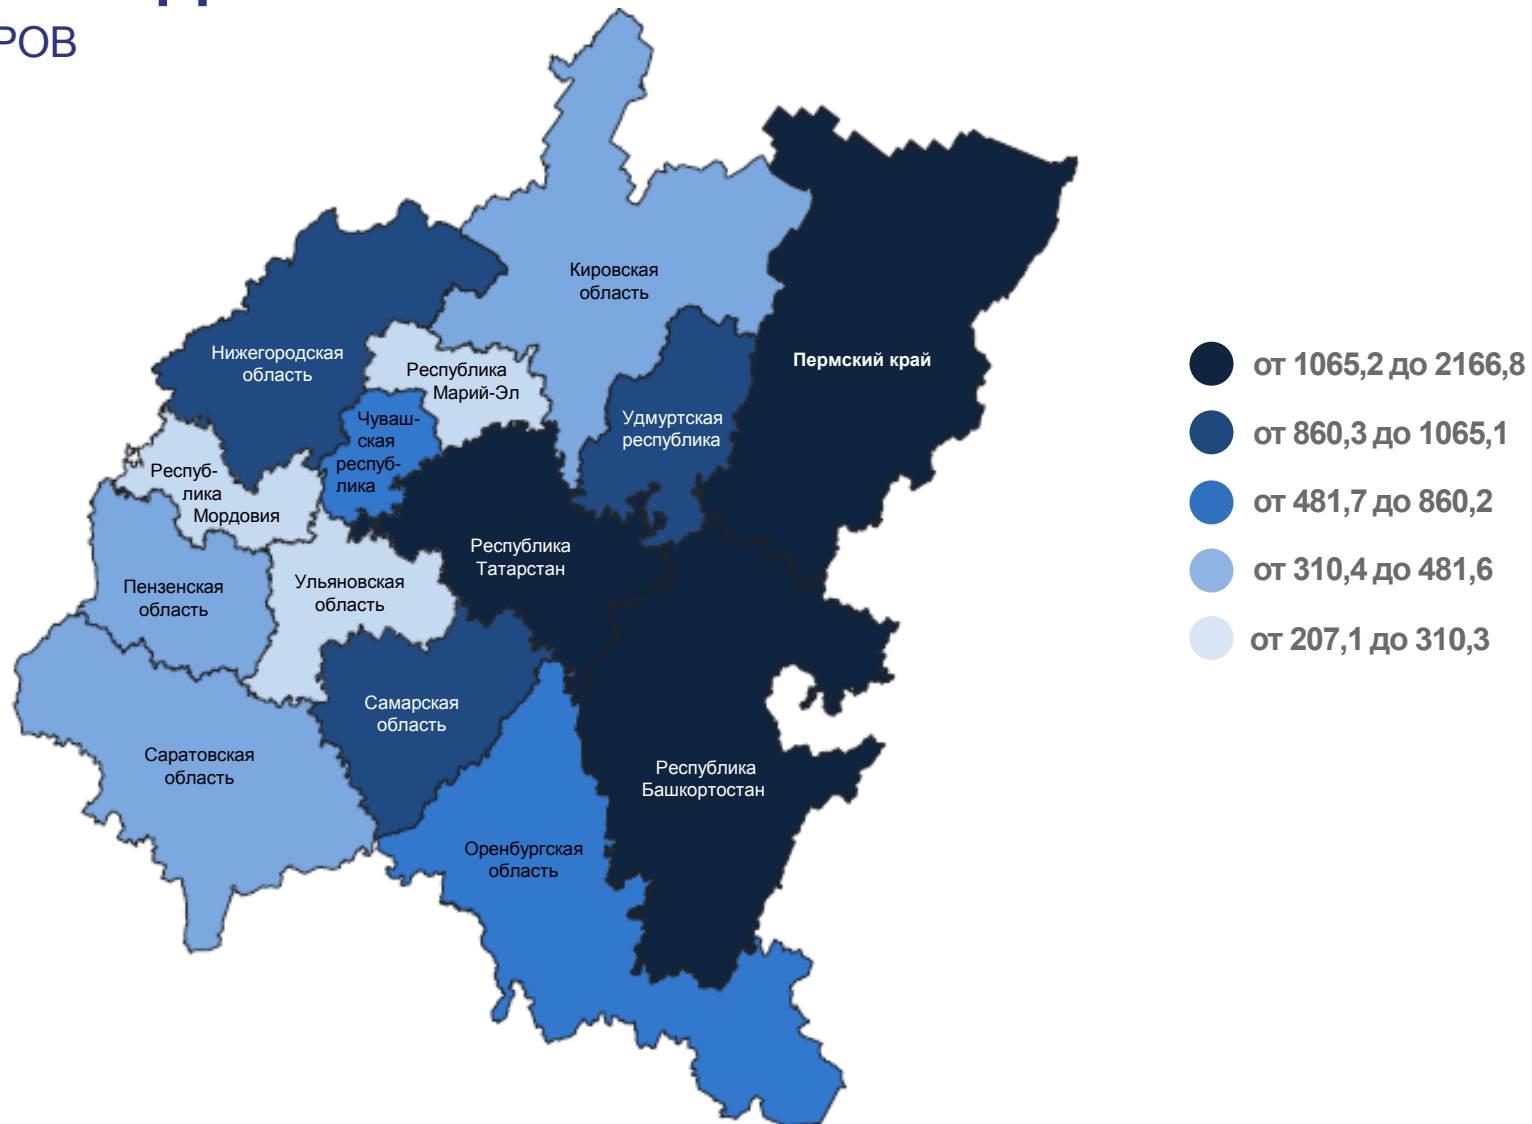 РОВ
Кировская
область
Нижегородская
область
Республика
Марий-Эл
Пермский край
Чуваш-
ская
респуб-
лика
Удмуртская
республика
Респуб-
лика
Мордовия
Республика
Татарстан
Пензенская
область
Ульяновская
область
Самарская
область
Саратовская
область
Республика
Башкортостан
Оренбургская
область
от 1065,2 до 2166,8
от 860,3 до 1065,1
от 481,7 до 860,2
от 310,4 до 481,6
от 207,1 до 310,3